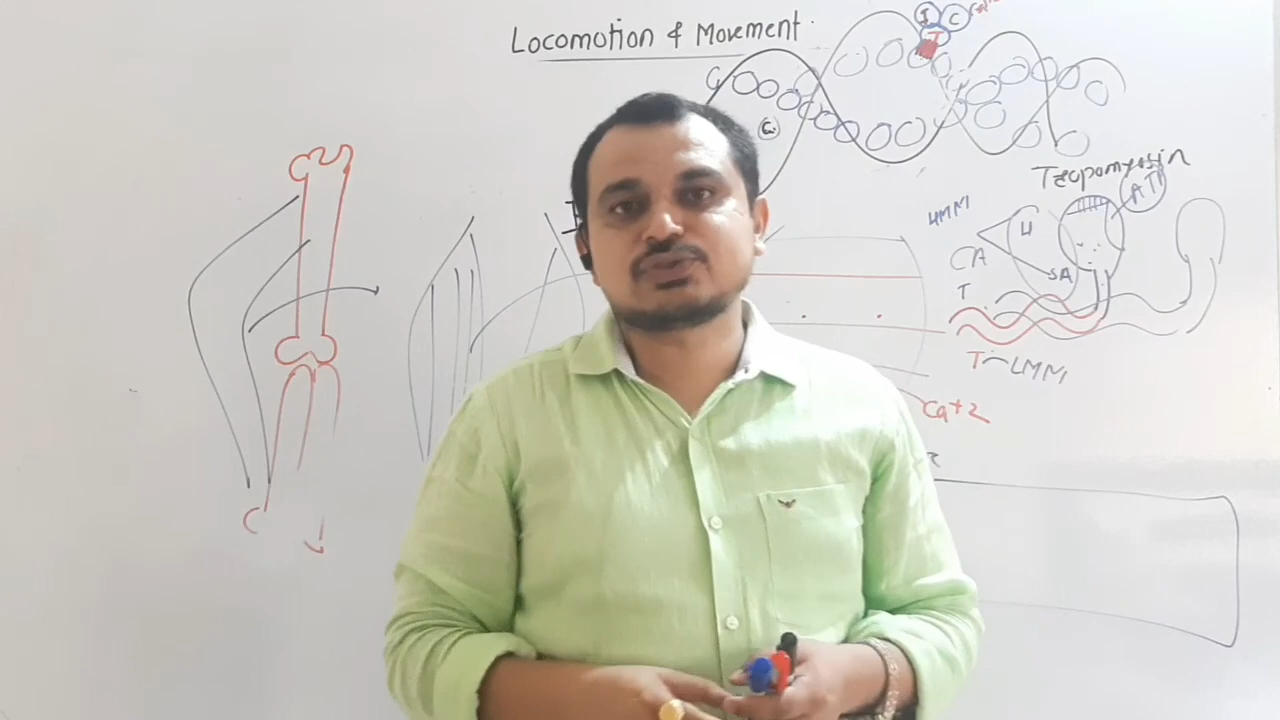 Locomotion & Movement
I C
T
C
Tropomyosin
ATP
HMM
H
CA
SA
T
T LMM
Ca+2